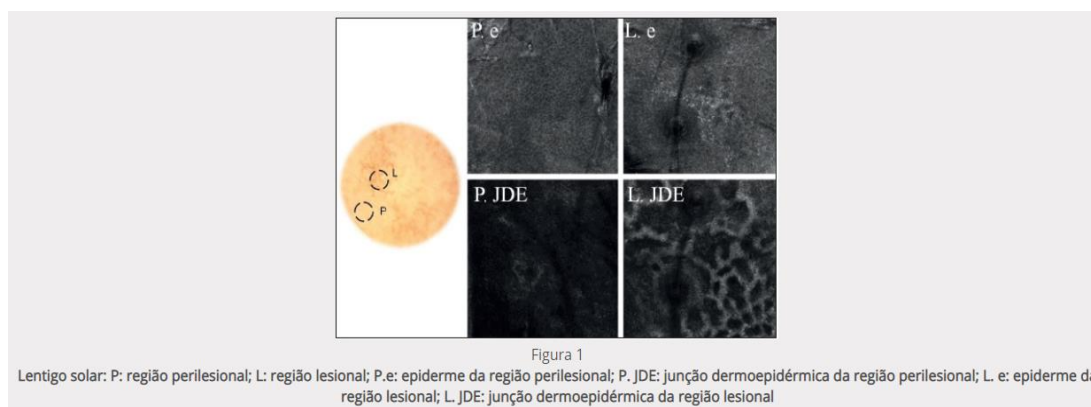 P. e
L. e
L
P
P. JDE
L. JDE
Figura 1
Lentigo solar: P: região perilesional; L: região lesional; P.e: epiderme da região perilesional; P. JDE: junção dermoepidérmica da região perilesional; L. e: epiderme da
região lesional; L. JDE: junção dermoepidérmica da região lesional